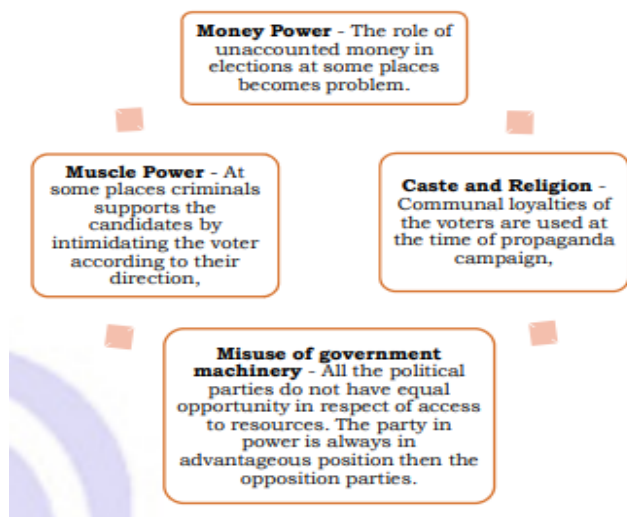 Money Power - The role of
unaccounted money in
elections at some places
becomes problem.
Muscle Power - At
some places criminals
supports the
candidates by
intimidating the voter
according to their
direction,
Caste and Religion -
Communal loyalties of
the voters are used at
the time of propaganda
campaign,
Misuse of government
machinery - All the political
parties do not have equal
opportunity in respect of access
to resources. The party in
power is always in
advantageous position then the
opposition parties.